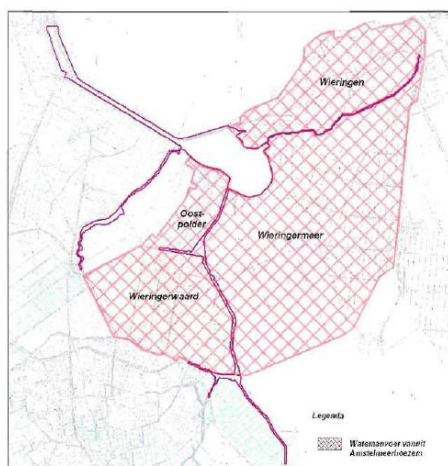 Wieringen
Oost-
polder
Wieringermeer
Wieringerwaard
Legenda
Wateraanvoer vanuit
Amstelmeerboezem